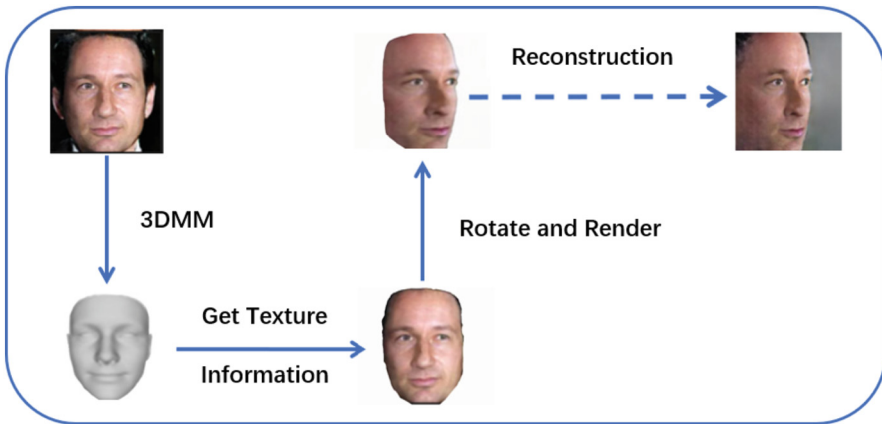 Reconstruction
3DMM
Rotate and Render
Get Texture
Information